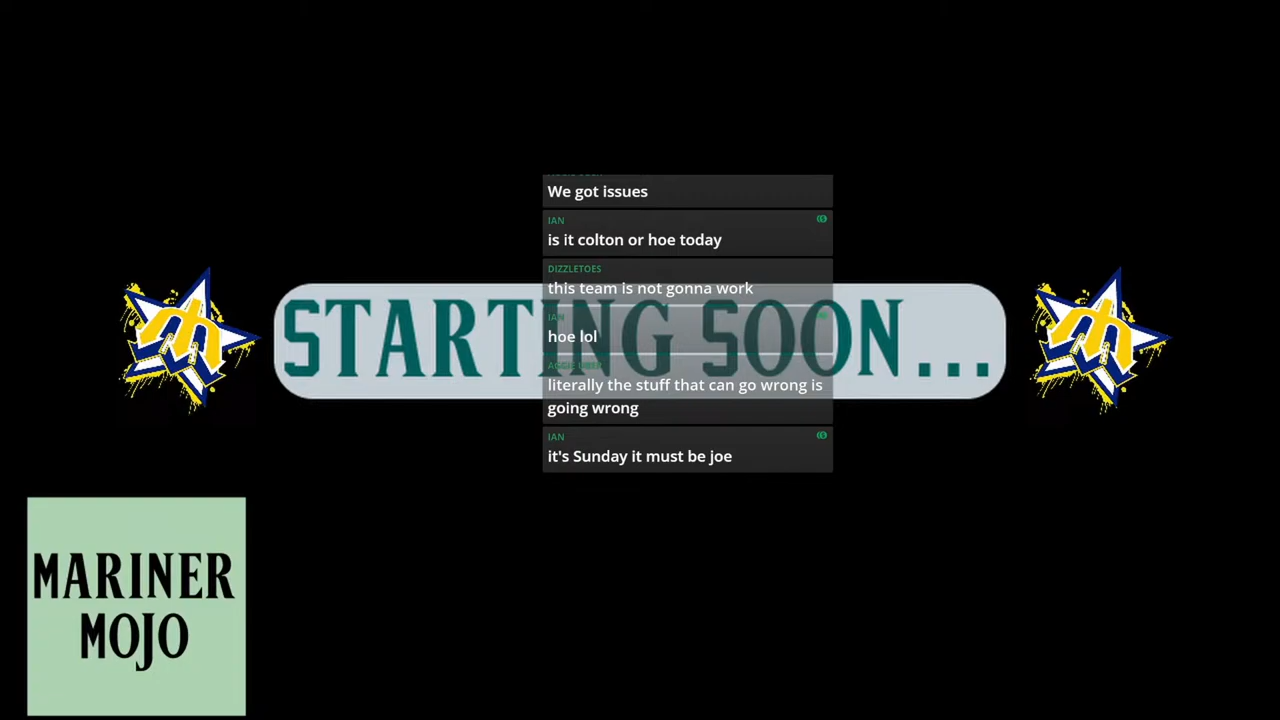 We got issues
IAN
is it colton or hoe today
DIZZLETOES
this team is not gonna work
STARTING SOON...
IAN
hoe lol
literally the stuff that can go wrong is
going wrong
IAN
it's Sunday it must be joe
MARINER
MOJO